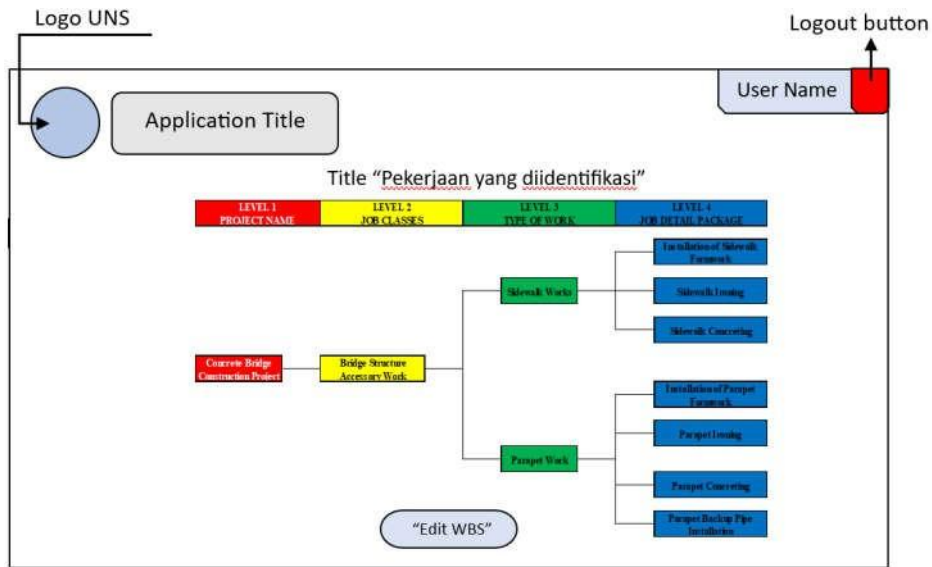 Logo UNS
Logout button
User Name
Application Title
Title “Pekerjaan yang diidentifikasi”
LEVEL 1
PROJECT NAME
LEVEL 2
JOB CLASSES
LEVEL 3
TYPE OF WORK
LEVEL 4
JOB DETAIL PACKAGE
Installation of Sidewalk
Formwork
Sidewalk Works
Sidewalk Ironing
Sidewalk Concreting
Concrete Bridge
Construction Project
Bridge Structure
Accessory Work
Installation of Parapet
Formwork
Parapet Ironing
Parapet Work
Parapet Concreting
Parapet Backup Pipe
Installation
“Edit WBS”